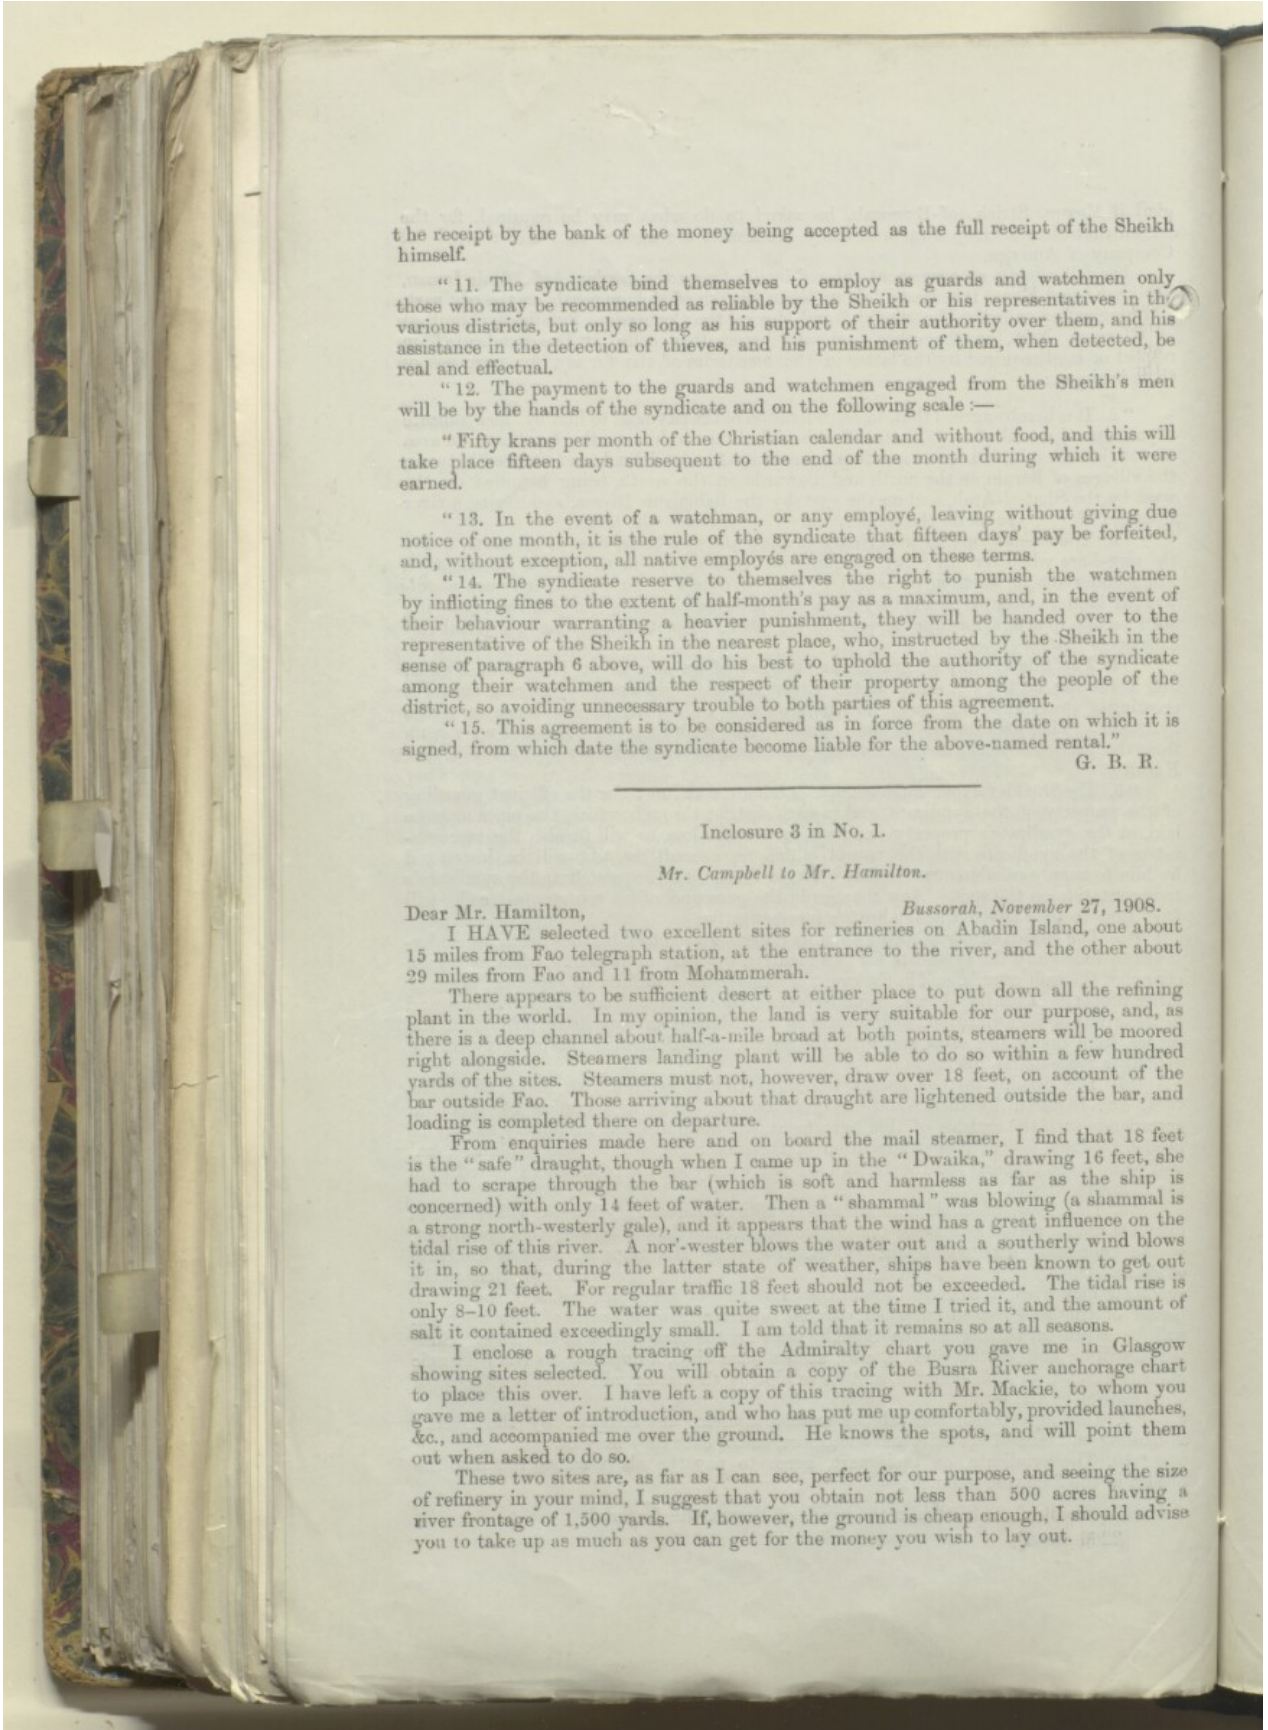 t he receipt by the bank of the money being accepted as the full receipt of the Sheikh
himself.
“ 11. The syndicate bind themselves to employ as guards and watchmen only
those who may be recommended as reliable by the Sheikh or his representatives in
various districts, but only so long as his support of their authority over them, and his
assistance in the detection of thieves, and his punishment of them, when detected, be
real and effectual.
“ 12. The payment to the guards and watchmen engaged from the Sheikh's men
will be by the hands of the syndicate and on the following scale :—
“ Fifty krans per month of the Christian calendar and without food, and this will
take place fifteen days subsequent to the end of the month during which it were
earned.
“ 13. In the event of a watchman, or any employé, leaving without giving due
notice of one month, it is the rule of the syndicate that fifteen days' pay be forfeited,
and, without exception, all native employés are engaged on these terms.
“ 14. The syndicate reserve to themselves the right to punish the watchmen
by inflicting fines to the extent of half-month's pay as a maximum, and, in the event of
their behaviour warranting a heavier punishment, they will be handed over to the
representative of the Sheikh in the nearest place, who, instructed by the Sheikh in the
sense of paragraph 6 above, will do his best to uphold the authority of the syndicate
among their watchmen and the respect of their property among the people of the
district, so avoiding unnecessary trouble to both parties of this agreement.
“ 15. This agreement is to be considered as in force from the date on which it is
signed, from which date the syndicate become liable for the above-named rental.”
G. B. R.
Inclosure 3 in No. 1.
Mr. Campbell to Mr. Hamilton.
Dear Mr. Hamilton, Bussorah, November 27, 1908.
I HAVE selected two excellent sites for refineries on Abadin Island, one about
15 miles from Fao telegraph station, at the entrance to the river, and the other about
29 miles from Fao and 11 from Mohammerah.
There appears to be sufficient desert at either place to put down all the refining
plant in the world. In my opinion, the land is very suitable for our purpose, and, as
there is a deep channel about half-a-mile broad at both points, steamers will be moored
right alongside. Steamers landing plant will be able to do so within a few hundred
yards of the sites. Steamers must not, however, draw over 18 feet, on account of the
bar outside Fao. Those arriving about that draught are lightened outside the bar, and
loading is completed there on departure.
From enquiries made here and on board the mail steamer, I find that 18 feet
is the “ safe ” draught, though when I came up in the “ Dwaika,” drawing 16 feet, she
had to scrape through the bar (which is soft and harmless as far as the ship is
concerned) with only 14 feet of water. Then a “ shammal ” was blowing (a shammal is
a strong north-westerly gale), and it appears that the wind has a great influence on the
tidal rise of this river. A nor'-wester blows the water out and a southerly wind blows
it in, so that, during the latter state of weather, ships have been known to get out
drawing 21 feet. For regular traffic 18 feet should not be exceeded. The tidal rise is
only 8–10 feet. The water was quite sweet at the time I tried it, and the amount of
salt it contained exceedingly small. I am told that it remains so at all seasons.
I enclose a rough tracing off the Admiralty chart you gave me in Glasgow
showing sites selected. You will obtain a copy of the Busra River anchorage chart
to place this over. I have left a copy of this tracing with Mr. Mackie, to whom you
gave me a letter of introduction, and who has put me up comfortably, provided launches,
&c., and accompanied me over the ground. He knows the spots, and will point them
out when asked to do so.
These two sites are, as far as I can see, perfect for our purpose, and seeing the size
of refinery in your mind, I suggest that you obtain not less than 500 acres having a
river frontage of 1,500 yards. If, however, the ground is cheap enough, I should advise
you to take up as much as you can get for the money you wish to lay out.